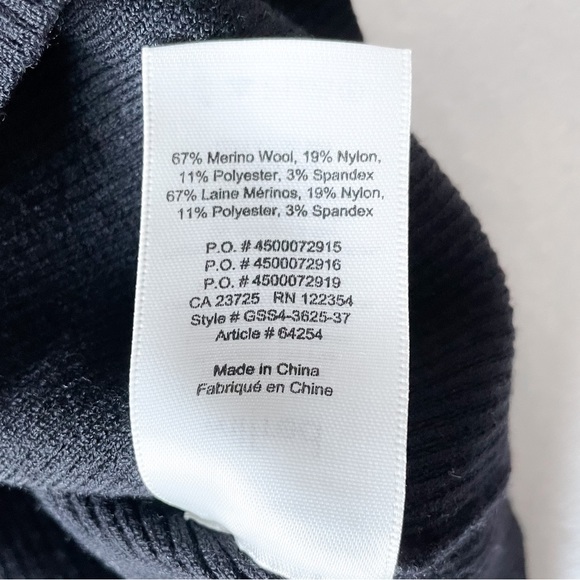 67% Merino Wool, 19% Nylon,
11% Polyester, 3% Spandex
67% Laine Mérinos, 19% Nylon,
11% Polyester, 3% Spandex
P.O. # 4500072915
P.O. # 4500072916
P.O. # 4500072919
CA 23725 RN 122354
Style # GSS4-3625-37
Article # 64254
Made in China
Fabriqué en Chine